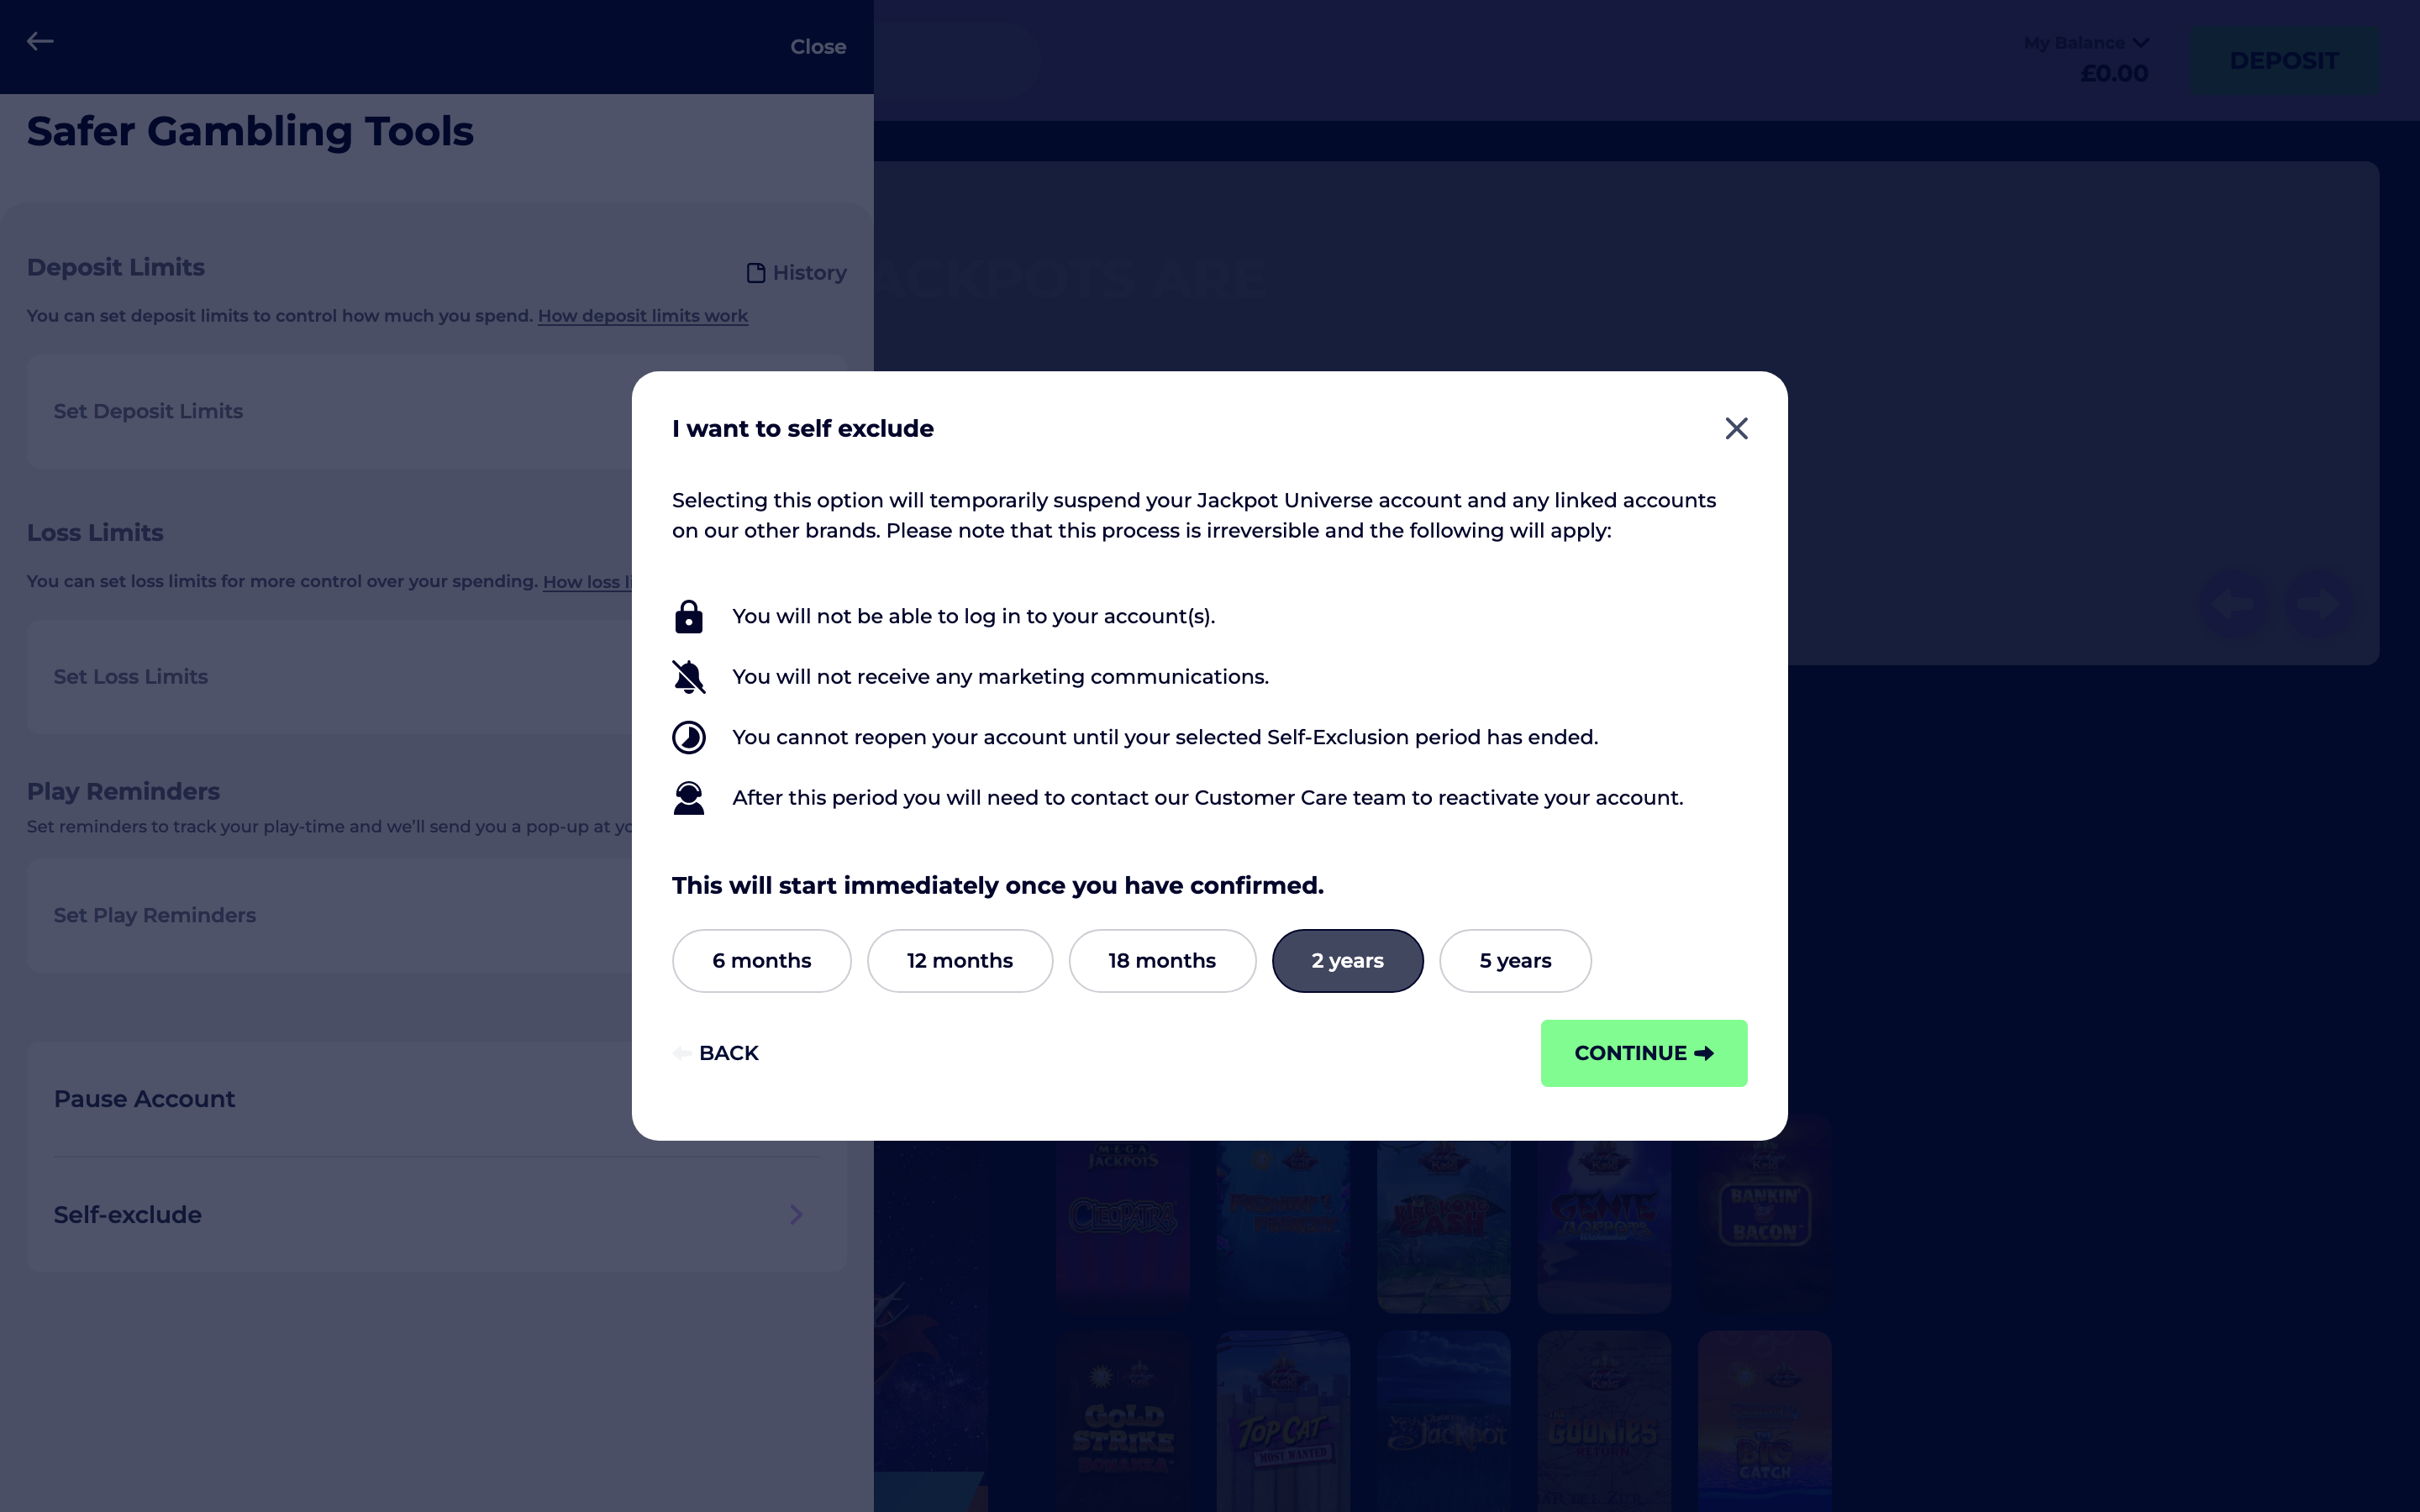 Close
My Balance
£0.00
DEPOSIT
Safer Gambling Tools
Deposit Limits
History
You can set deposit limits to control how much you spend. How deposit limits work
Set Deposit Limits
Loss Limits
You can set loss limits for more control over your spending. How loss li
Set Loss Limits
Play Reminders
Set reminders to track your play-time and we'll send you a pop-up at yo
Set Play Reminders
Pause Account
Self-exclude
ACKPOTS ARE
I want to self exclude
Selecting this option will temporarily suspend your Jackpot Universe account and any linked accounts
on our other brands. Please note that this process is irreversible and the following will apply:
You will not be able to log in to your account(s).
You will not receive any marketing communications.
You cannot reopen your account until your selected Self-Exclusion period has ended.
After this period you will need to contact our Customer Care team to reactivate your account.
This will start immediately once you have confirmed.
6 months
12 months
18 months
2 years
5 years
BACK
CONTINUE
MEGA
JACKPOTS
CLEOPATRA
CASH
GENIE
JACKPOTS
BANKIN'
BACON
GOLD
STRIKE
BONANZA
TOP CAT
MOST WANTED
Jackpot
GOONIES
RETURN
BIG
CATCH